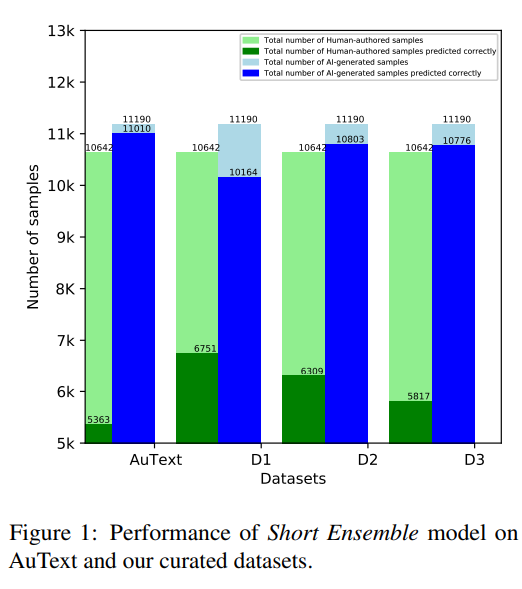 13k
12k
11k
10k
9k
8K
7k
6k
5k
Number of samples
Total number of Human-authored samples
Total number of Human-authored samples predicted correctly
Total number of AI-generated samples
Total number of AI-generated samples predicted correctly
10642
5363
11190
11010
10642
6751
11190
10164
10642
6309
11190
10803
10642
5817
11190
10776
AuText
D1
D2
D3
Datasets
Figure 1: Performance of Short Ensemble model on
AuText and our curated datasets.